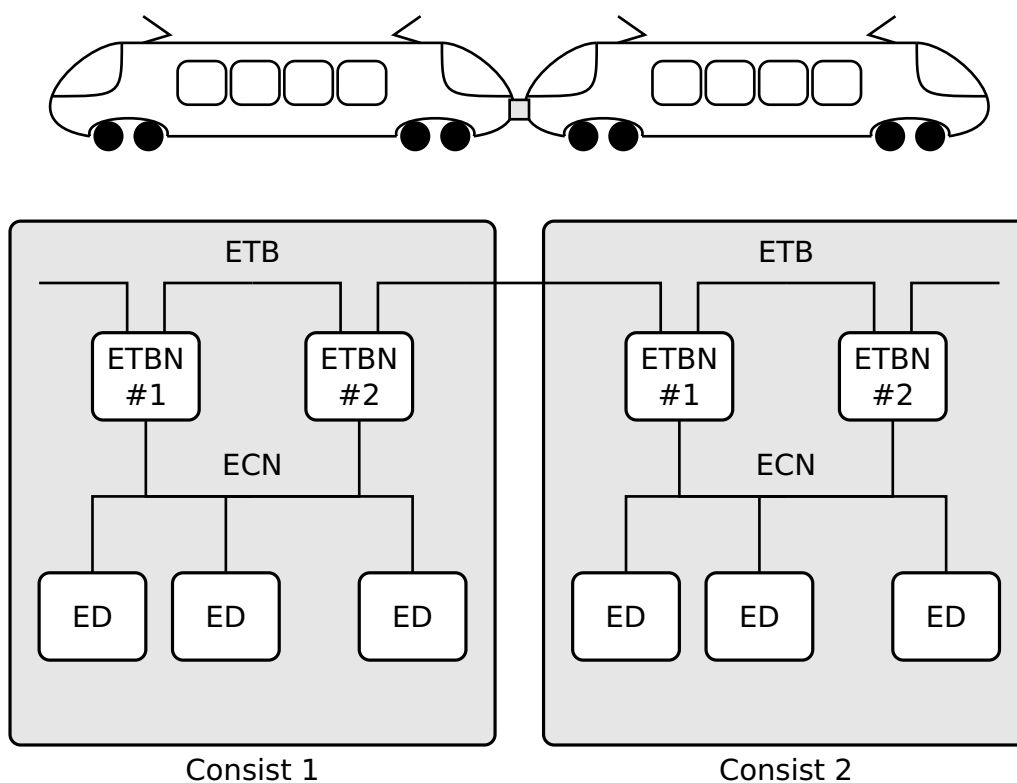 ETB
ETB
ETBN
#1
ETBN
#2
ETBN
#1
ETBN
#2
ECN
ECN
ED
ED
ED
ED
ED
ED
Consist 1
Consist 2